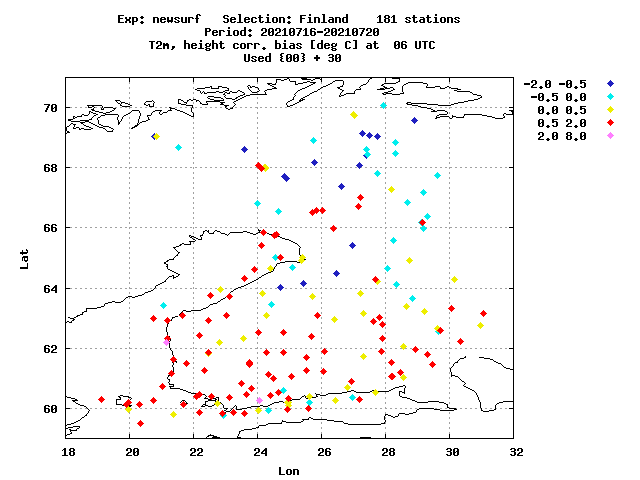 Exp: newsurf Selection: Finland 181 stations
Period: 20210716-20210720
T2m, height corr. bias [deg C] at 06 UTC
Used {00} + 30
-2.0 -0.5
-0.5 0.0
0.0 0.5
0.5 2.0
2.0 8.0
70
68
66
64
62
60
Lat
18 20 22 24 26 28 30 32
Lon